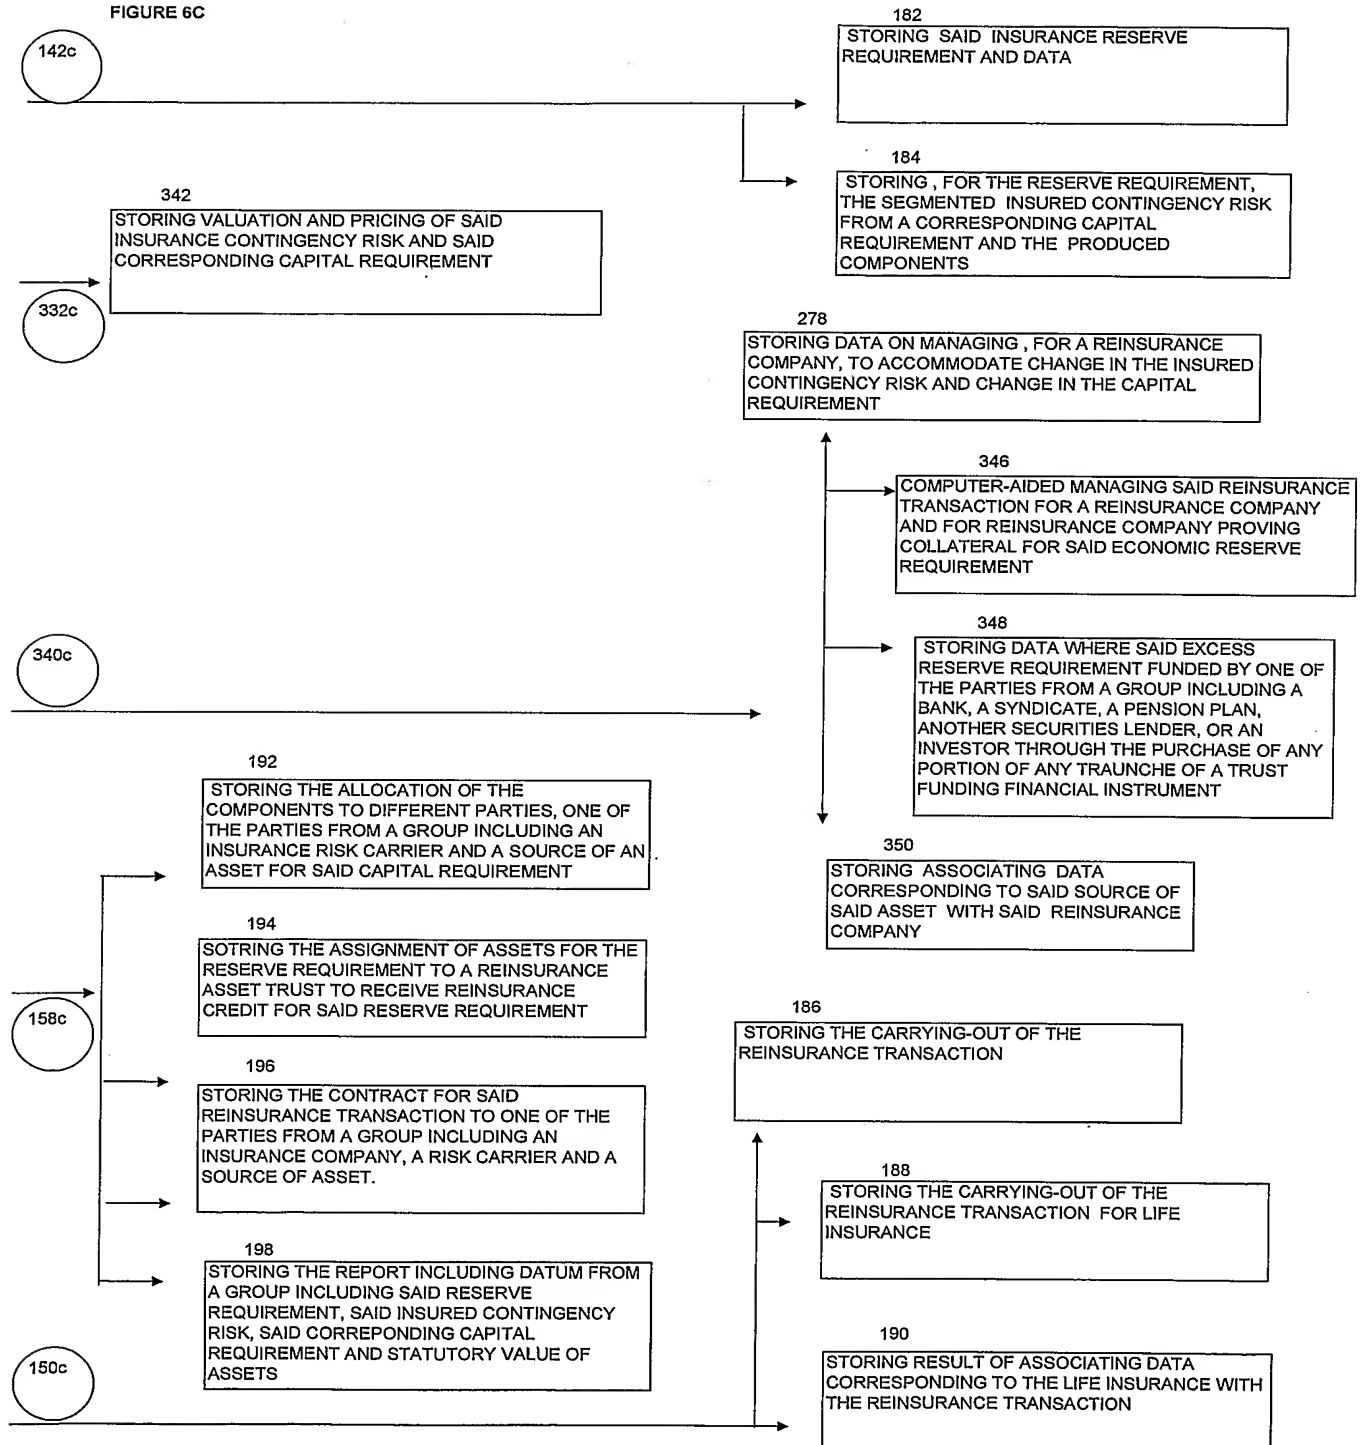 FIGURE 6C
142c
182
STORING SAID INSURANCE RESERVE
REQUIREMENT AND DATA
184
STORING , FOR THE RESERVE REQUIREMENT,
THE SEGMENTED INSURED CONTINGENCY RISK
FROM A CORRESPONDING CAPITAL
REQUIREMENT AND THE PRODUCED
COMPONENTS
342
STORING VALUATION AND PRICING OF SAID
INSURANCE CONTINGENCY RISK AND SAID
CORRESPONDING CAPITAL REQUIREMENT
332c
278
STORING DATA ON MANAGING , FOR A REINSURANCE
COMPANY, TO ACCOMMODATE CHANGE IN THE INSURED
CONTINGENCY RISK AND CHANGE IN THE CAPITAL
REQUIREMENT
346
COMPUTER-AIDED MANAGING SAID REINSURANCE
TRANSACTION FOR A REINSURANCE COMPANY
AND FOR REINSURANCE COMPANY PROVING
COLLATERAL FOR SAID ECONOMIC RESERVE
REQUIREMENT
348
STORING DATA WHERE SAID EXCESS
RESERVE REQUIREMENT FUNDED BY ONE OF
THE PARTIES FROM A GROUP INCLUDING A
BANK, A SYNDICATE, A PENSION PLAN,
ANOTHER SECURITIES LENDER, OR AN
INVESTOR THROUGH THE PURCHASE OF ANY
PORTION OF ANY TRAUNCHE OF A TRUST
FUNDING FINANCIAL INSTRUMENT
340c
350
STORING ASSOCIATING DATA
CORRESPONDING TO SAID SOURCE OF
SAID ASSET WITH SAID REINSURANCE
COMPANY
192
STORING THE ALLOCATION OF THE
COMPONENTS TO DIFFERENT PARTIES, ONE OF
THE PARTIES FROM A GROUP INCLUDING AN
INSURANCE RISK CARRIER AND A SOURCE OF AN
ASSET FOR SAID CAPITAL REQUIREMENT
194
SOTRING THE ASSIGNMENT OF ASSETS FOR THE
RESERVE REQUIREMENT TO A REINSURANCE
ASSET TRUST TO RECEIVE REINSURANCE
CREDIT FOR SAID RESERVE REQUIREMENT
158c
196
STORING THE CONTRACT FOR SAID
REINSURANCE TRANSACTION TO ONE OF THE
PARTIES FROM A GROUP INCLUDING AN
INSURANCE COMPANY, A RISK CARRIER AND A
SOURCE OF ASSET.
198
STORING THE REPORT INCLUDING DATUM FROM
A GROUP INCLUDING SAID RESERVE
REQUIREMENT, SAID INSURED CONTINGENCY
RISK, SAID CORREPONDING CAPITAL
REQUIREMENT AND STATUTORY VALUE OF
ASSETS
150c
186
STORING THE CARRYING-OUT OF THE
REINSURANCE TRANSACTION
188
STORING THE CARRYING-OUT OF THE
REINSURANCE TRANSACTION FOR LIFE
INSURANCE
190
STORING RESULT OF ASSOCIATING DATA
CORRESPONDING TO THE LIFE INSURANCE WITH
THE REINSURANCE TRANSACTION